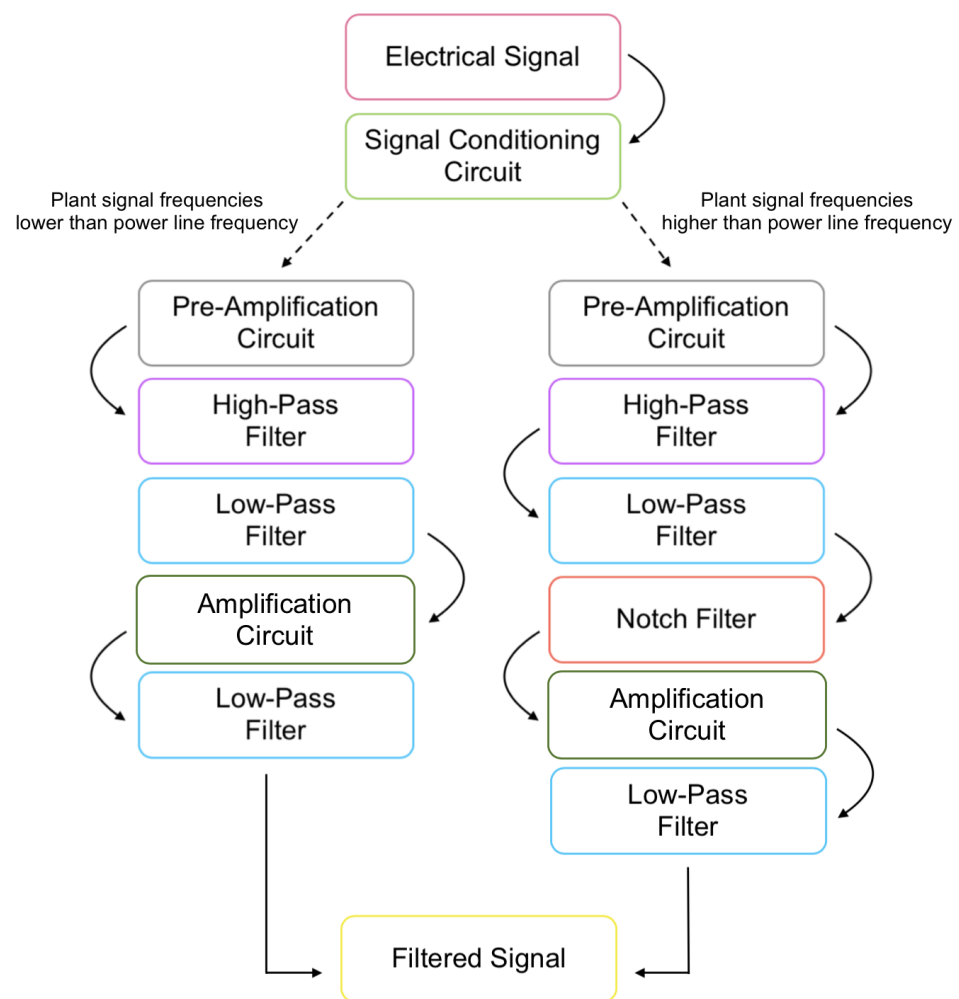 Electrical Signal
Signal Conditioning
Circuit
Plant signal frequencies
lower than power line frequency
Plant signal frequencies
higher than power line frequency
Pre-Amplification
Circuit
High-Pass
Filter
Low-Pass
Filter
Amplification
Circuit
Low-Pass
Filter
Pre-Amplification
Circuit
High-Pass
Filter
Low-Pass
Filter
Notch Filter
Amplification
Circuit
Low-Pass
Filter
Filtered Signal